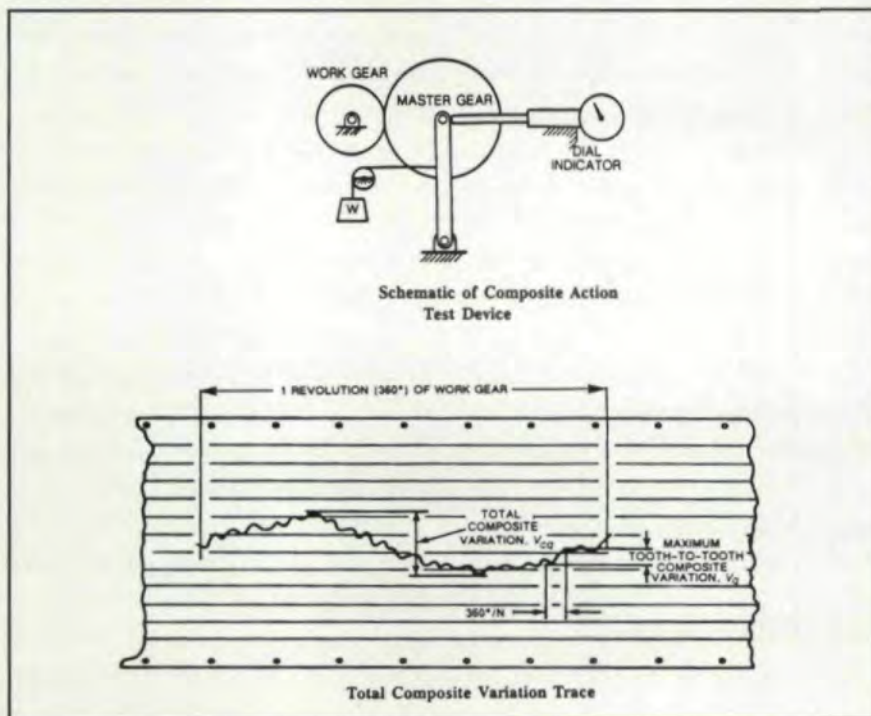 WORK GEAR
MASTER GEAR
DIAL
INDICATOR
W
Schematic of Composite Action
Test Device
1 REVOLUTION (360°) OF WORK GEAR
TOTAL
COMPOSITE
VARIATION, VCQ
MAXIMUM
TOOTH-TO-TOOTH
COMPOSITE
VARIATION, VQ
360°/N
Total Composite Variation Trace